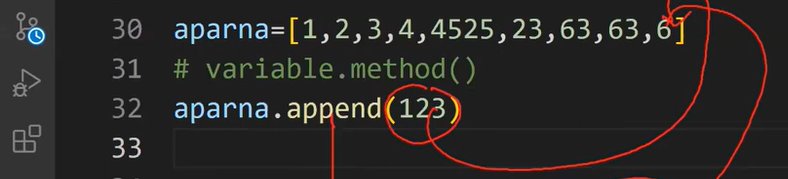 30 aparna=[1,2,3,4,4525,23,63,63,6]
31 # variable.method()
32 aparna.append(123)
33